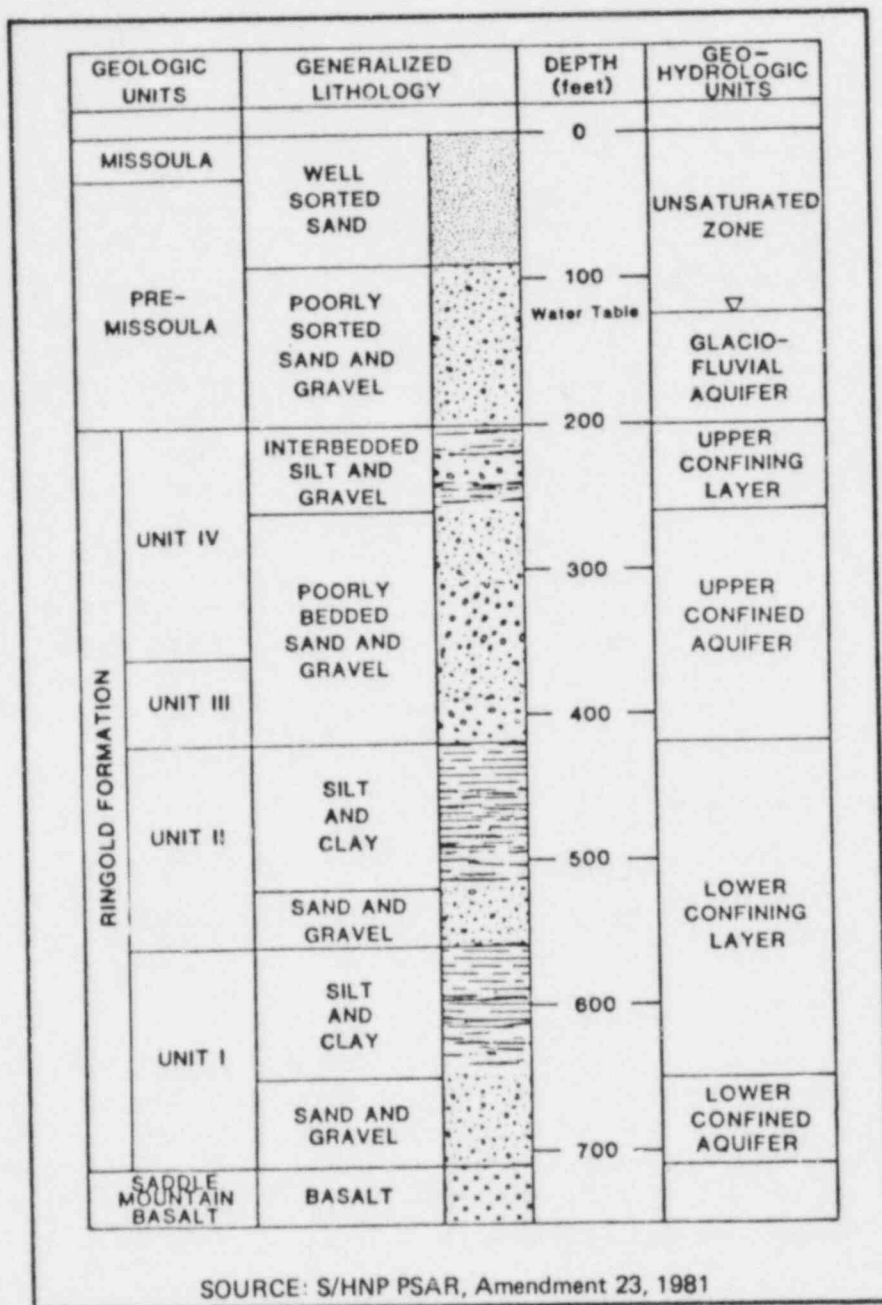 GEOLOGIC
UNITS
GENERALIZED
LITHOLOGY
DEPTH
(feet)
GEO-
HYDROLOGIC
UNITS
MISSOULA
PRE-
MISSOULA
RINGOLD FORMATION
UNIT IV
UNIT III
UNIT II
UNIT I
SADDLE
MOUNTAIN
BASALT
WELL
SORTED
SAND
POORLY
SORTED
SAND AND
GRAVEL
INTERBEDDED
SILT AND
GRAVEL
POORLY
BEDDED
SAND AND
GRAVEL
SILT
AND
CLAY
SAND AND
GRAVEL
SILT
AND
CLAY
SAND AND
GRAVEL
BASALT
0
100
Water Table
200
300
400
500
600
700
UNSATURATED
ZONE
GLACIO-
FLUVIAL
AQUIFER
UPPER
CONFINING
LAYER
UPPER
CONFINED
AQUIFER
LOWER
CONFINING
LAYER
LOWER
CONFINED
AQUIFER
SOURCE: S/HNP PSAR, Amendment 23, 1981